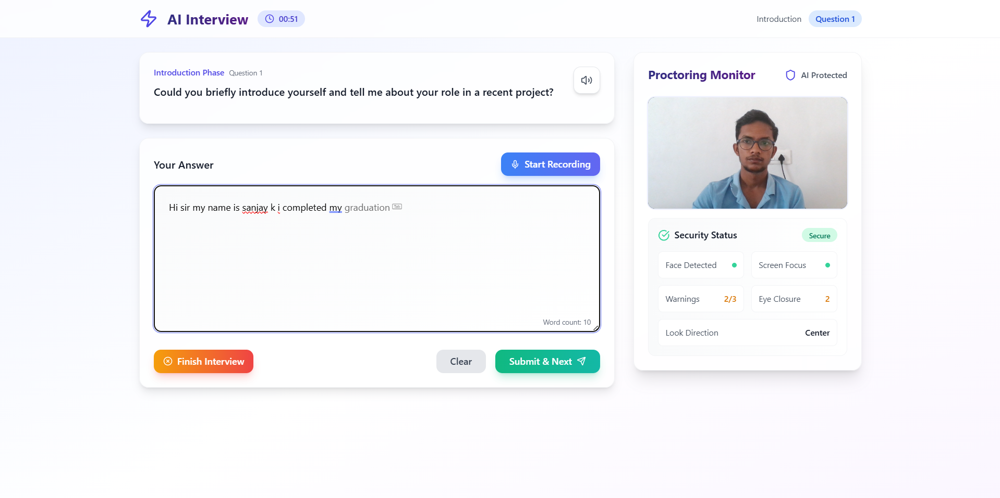 AI Interview
00:51
Introduction
Question 1
Introduction Phase Question 1
Could you briefly introduce yourself and tell me about your role in a recent project?
Your Answer
Start Recording
Hi sir my name is sanjay k i completed my graduation Tab
Word count: 10
Finish Interview
Clear
Submit & Next
Proctoring Monitor
AI Protected
Security Status
Secure
Face Detected
Screen Focus
Warnings 2/3
Eye Closure 2
Look Direction Center